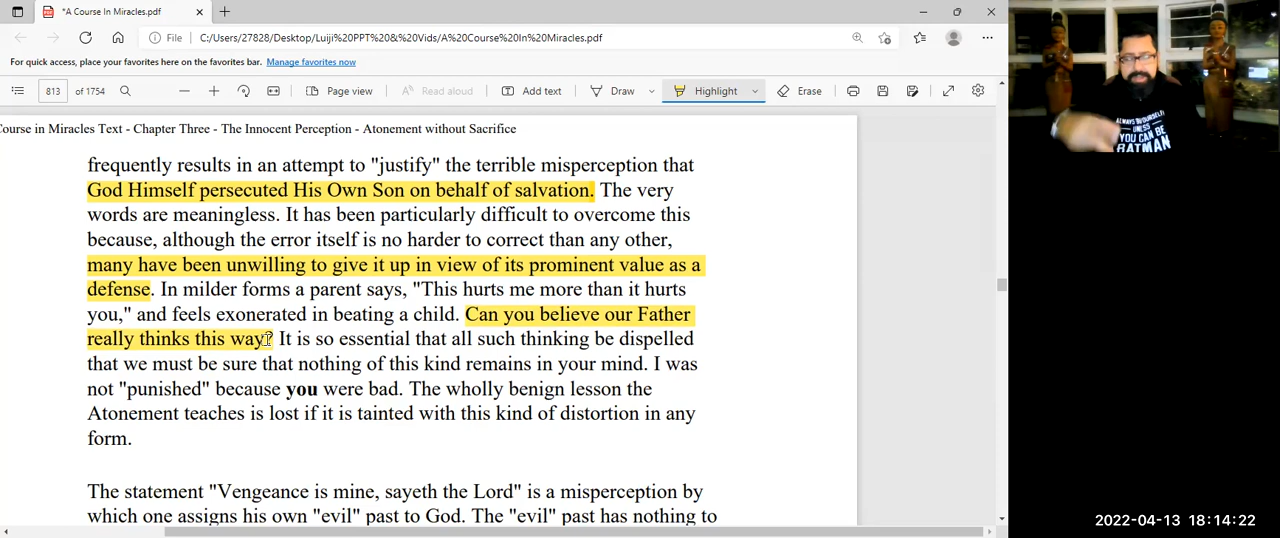 *A Course In Miracles.pdf
File
C:/Users/27828/Desktop/Luiji%20PPT%20&%20Vids/A%20Course%20In%20Miracles.pdf
For quick access, place your favorites here on the favorites bar. Manage favorites now
813 of 1754
Page view
Read aloud
Add text
Draw
Highlight
Erase
Course in Miracles Text - Chapter Three - The Innocent Perception - Atonement without Sacrifice
frequently results in an attempt to "justify" the terrible misperception that
God Himself persecuted His Own Son on behalf of salvation. The very
words are meaningless. It has been particularly difficult to overcome this
because, although the error itself is no harder to correct than any other,
many have been unwilling to give it up in view of its prominent value as a
defense. In milder forms a parent says, "This hurts me more than it hurts
you," and feels exonerated in beating a child. Can you believe our Father
really thinks this way? It is so essential that all such thinking be dispelled
that we must be sure that nothing of this kind remains in your mind. I was
not "punished" because you were bad. The wholly benign lesson the
Atonement teaches is lost if it is tainted with this kind of distortion in any
form.
The statement "Vengeance is mine, sayeth the Lord" is a misperception by
which one assigns his own "evil" past to God. The "evil" past has nothing to
ALWAYS
YOURSELF!
UNLESS
YOU CAN BE
BATMAN
2022-04-13 18:14:22